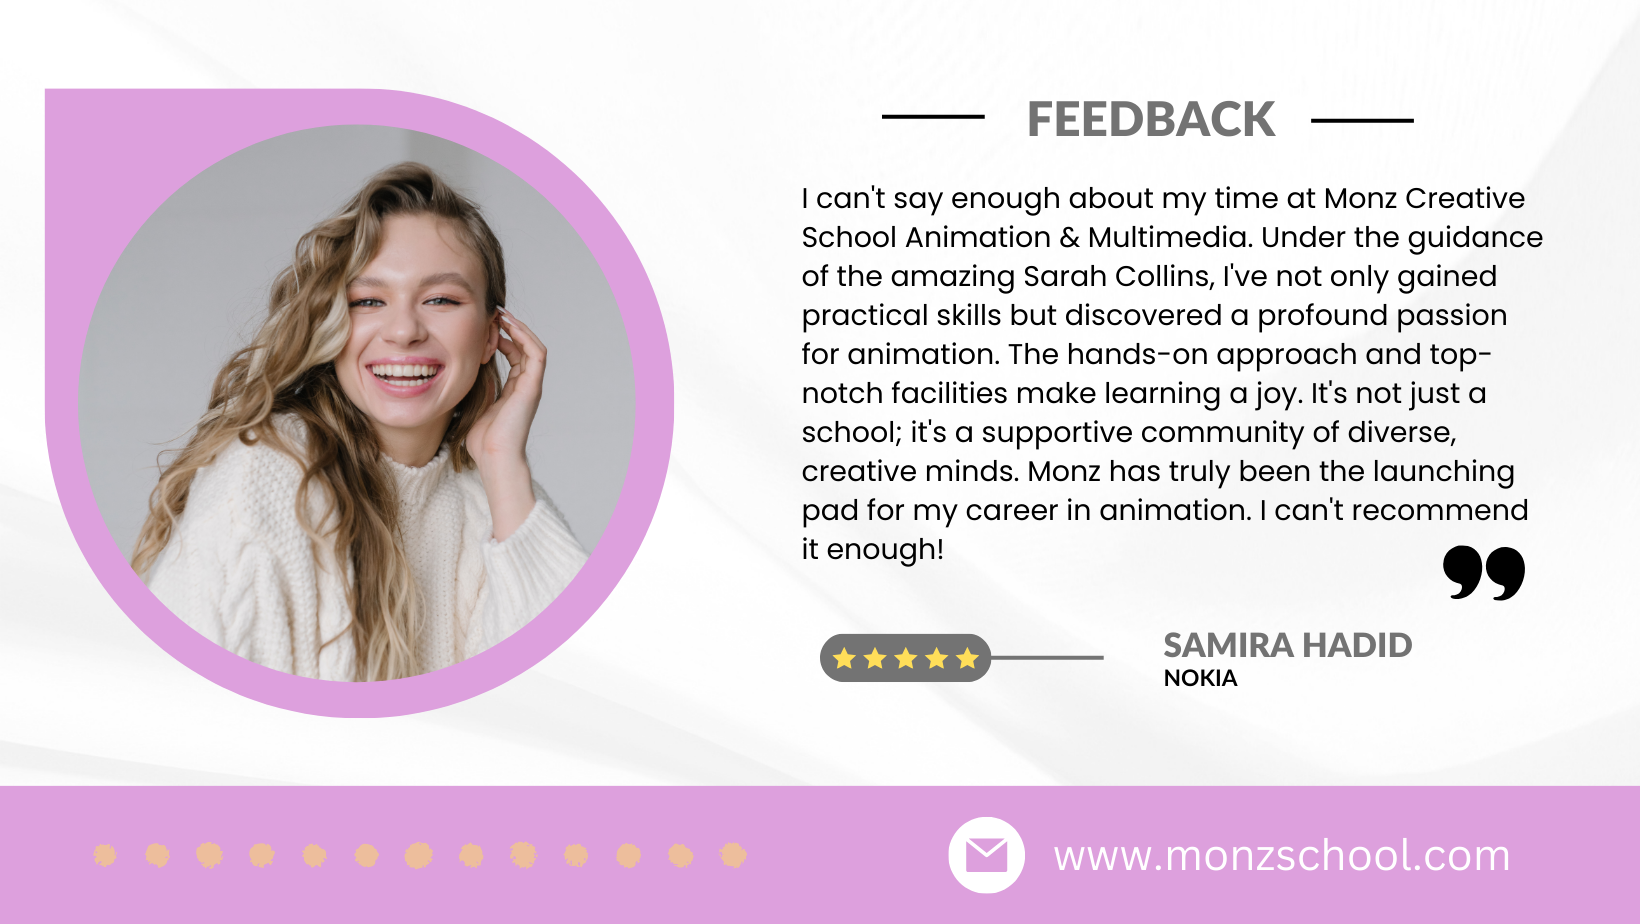 FEEDBACK
I can't say enough about my time at Monz Creative
School Animation & Multimedia. Under the guidance
of the amazing Sarah Collins, I've not only gained
practical skills but discovered a profound passion
for animation. The hands-on approach and top-
notch facilities make learning a joy. It's not just a
school; it's a supportive community of diverse,
creative minds. Monz has truly been the launching
pad for my career in animation. I can't recommend
it enough!
”
SAMIRA HADID
NOKIA
www.monzschool.com